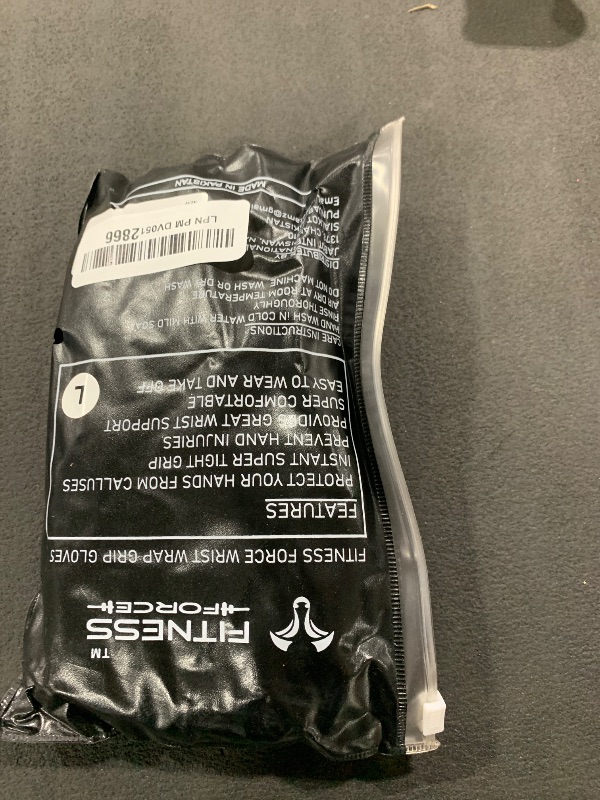 FITNESS
FORCE
TM
FITNESS FORCE WRIST WRAP GRIP GLOVES
FEATURES
PROTECT YOUR HANDS FROM CALLUSES
INSTANT SUPER TIGHT GRIP
PREVENT HAND INJURIES.
PROVIDES GREAT WRIST SUPPORT
SUPER COMFORTABLE
EASY TO WEAR AND TAKE OFF
L
CARE INSTRUCTIONS:
HAND WASH IN COLD WATER WITH MILD SOAP
RINSE THOROUGHLY
AIR DRY AT ROOM TEMPERATURE
DO NOT MACHINE WASH OR DRY WASH
BY
MADE IN PAKISTAN
LPN PM DV0512866